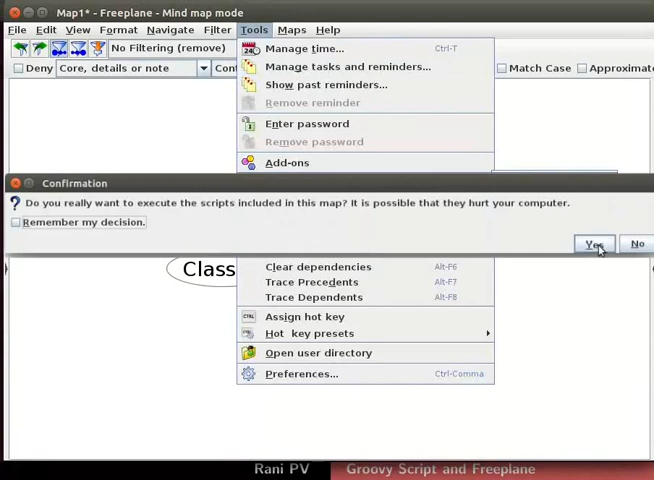 Map1* - Freeplane - Mind map mode
File Edit View Format Navigate Filter Tools Maps Help
No Filtering (remove)
Manage time... Ctrl-T
Deny Core, details or note Match Case Approximat
Manage tasks and reminders...
Show past reminders...
Remove reminder
Enter password
Remove password
Add-ons
Confirmation
Do you really want to execute the scripts included in this map? It is possible that they hurt your computer.
Remember my decision.
Yes No
Class
Clear dependencies Alt-F6
Trace Precedents Alt-F7
Trace Dependents Alt-F8
CTRL Assign hot key
Hot key presets
Open user directory
Preferences... Ctrl-Comma
Rani PV Groovy Script and Freeplane